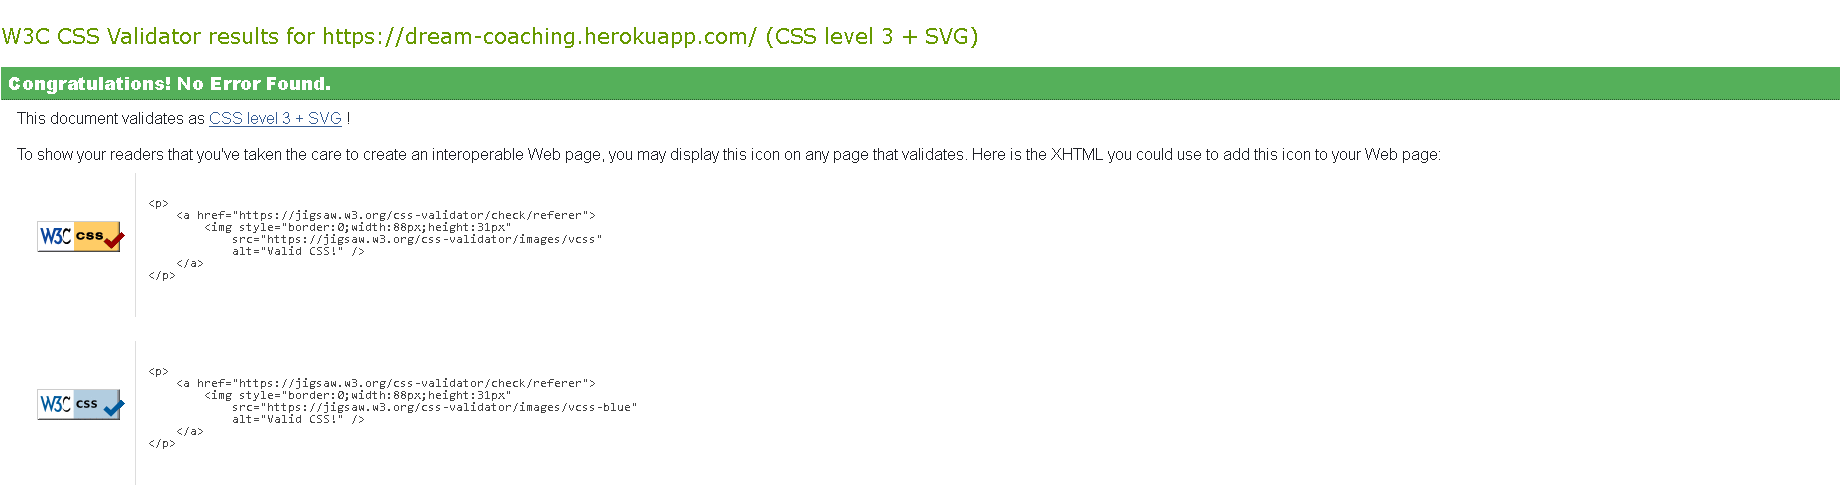 W3C CSS Validator results for https://dream-coaching.herokuapp.com/ (CSS level 3 + SVG)
Congratulations! No Error Found.
This document validates as CSS level 3 + SVG !
To show your readers that you've taken the care to create an interoperable Web page, you may display this icon on any page that validates. Here is the XHTML you could use to add this icon to your Web page:
W3C css
<p>
    <a href="https://jigsaw.w3.org/css-validator/check/referer">
        <img style="border:0;width:88px;height:31px"
            src="https://jigsaw.w3.org/css-validator/images/vcss"
            alt="Valid CSS!" />
    </a>
</p>
W3C css
<p>
    <a href="https://jigsaw.w3.org/css-validator/check/referer">
        <img style="border:0;width:88px;height:31px"
            src="https://jigsaw.w3.org/css-validator/images/vcss-blue"
            alt="Valid CSS!" />
    </a>
</p>